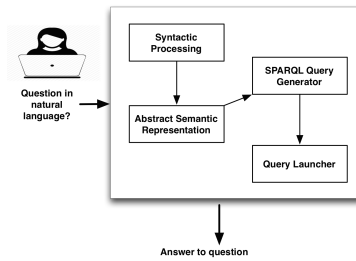 Question in
natural
language?
Syntactic
Processing
Abstract Semantic
Representation
SPARQL Query
Generator
Query Launcher
Answer to question